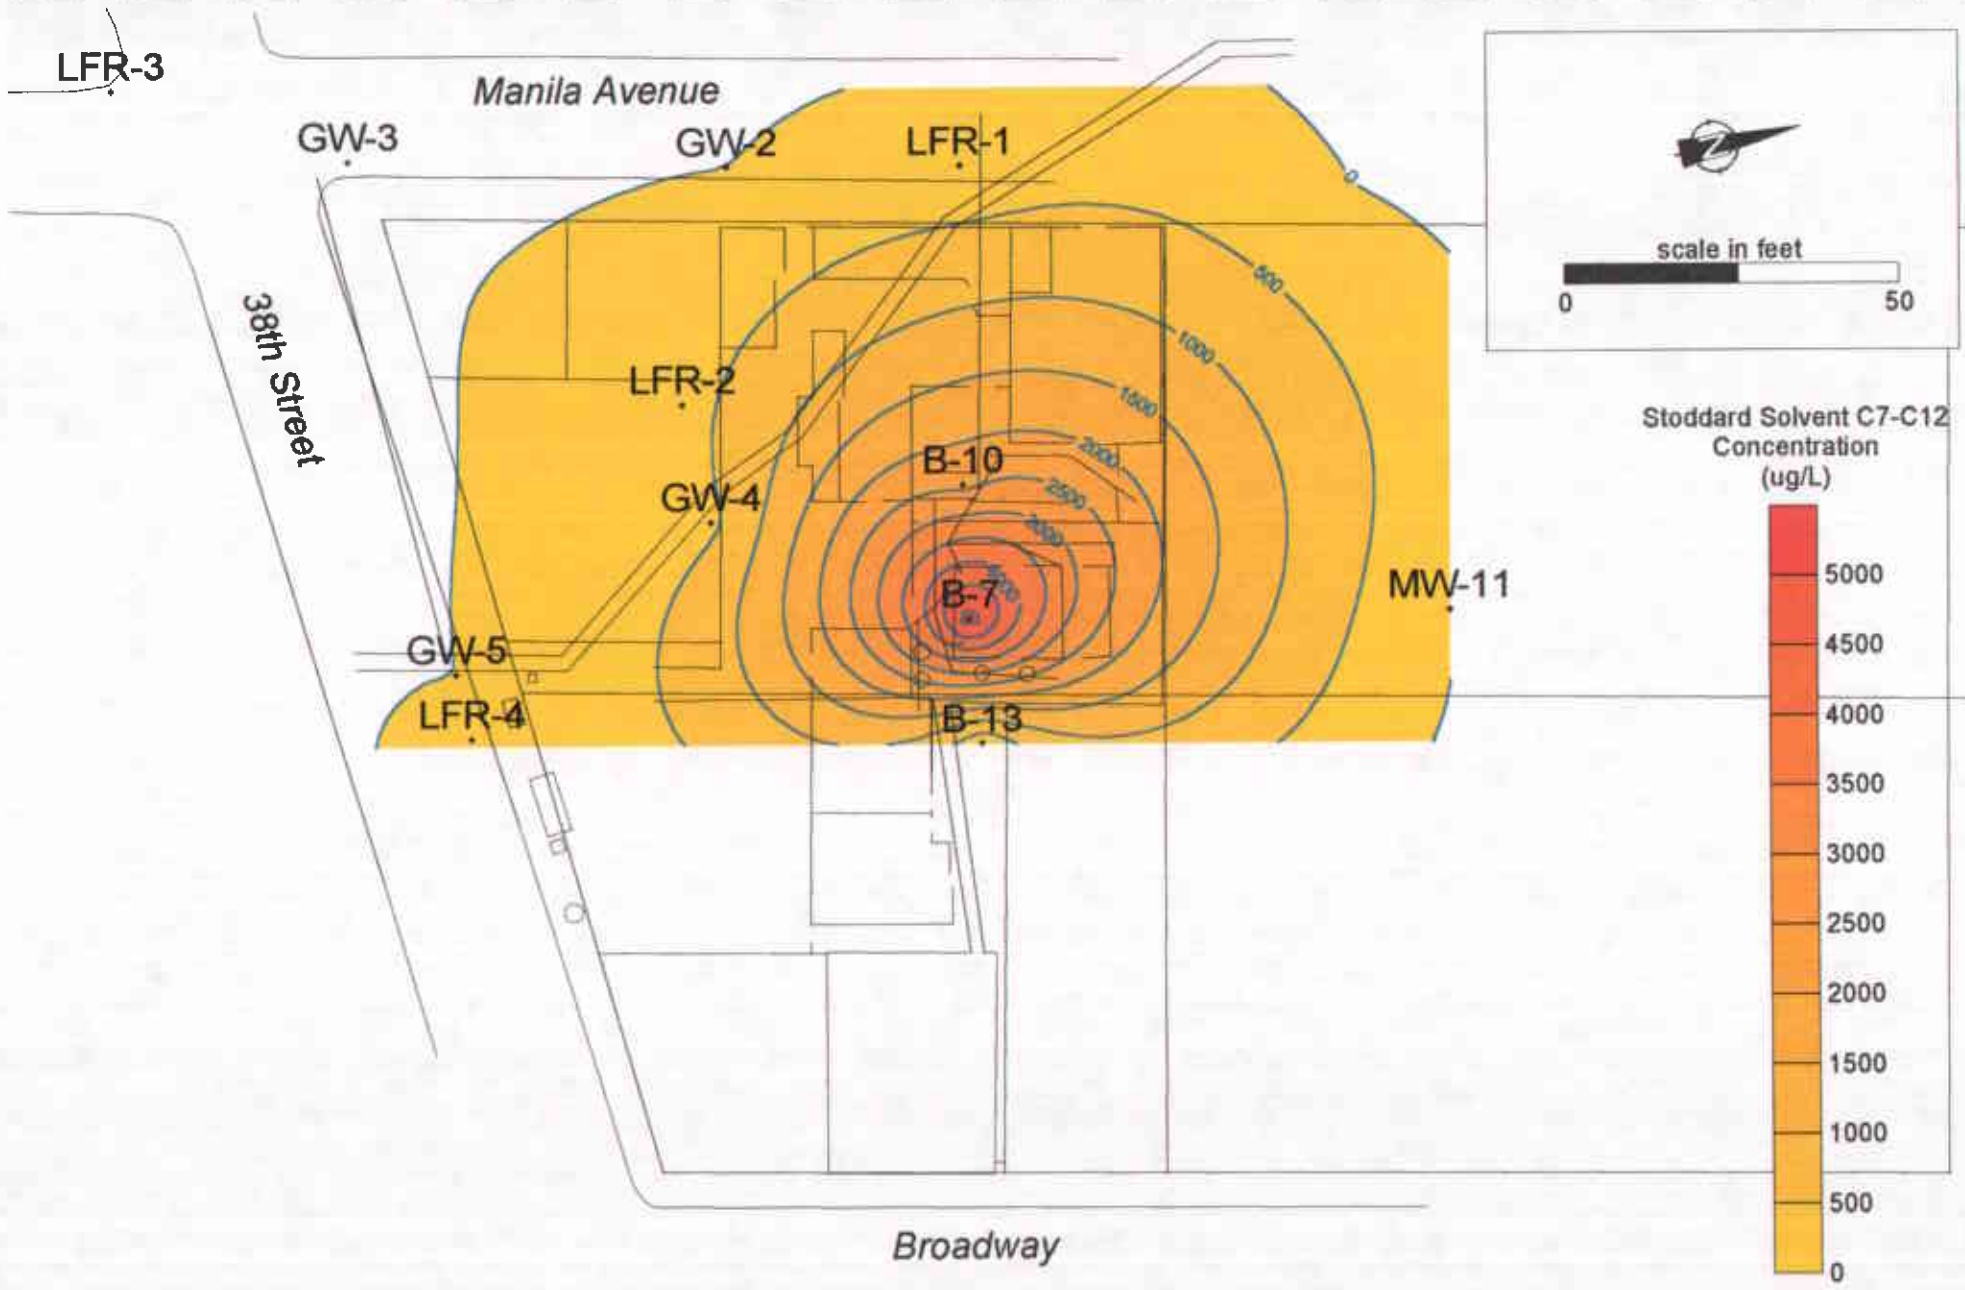 LFR-3
Manila Avenue
GW-3
GW-2
LFR-1
0
Z
scale in feet
0 50
38th Street
500
1000
LFR-2
1500
Stoddard Solvent C7-C12
Concentration
(ug/L)
B-10
2000
2500
GW-4
3000
B-7
MW-11
GW-5
LFR-4
B-13
5000
4500
4000
3500
3000
2500
2000
1500
1000
500
0
Broadway